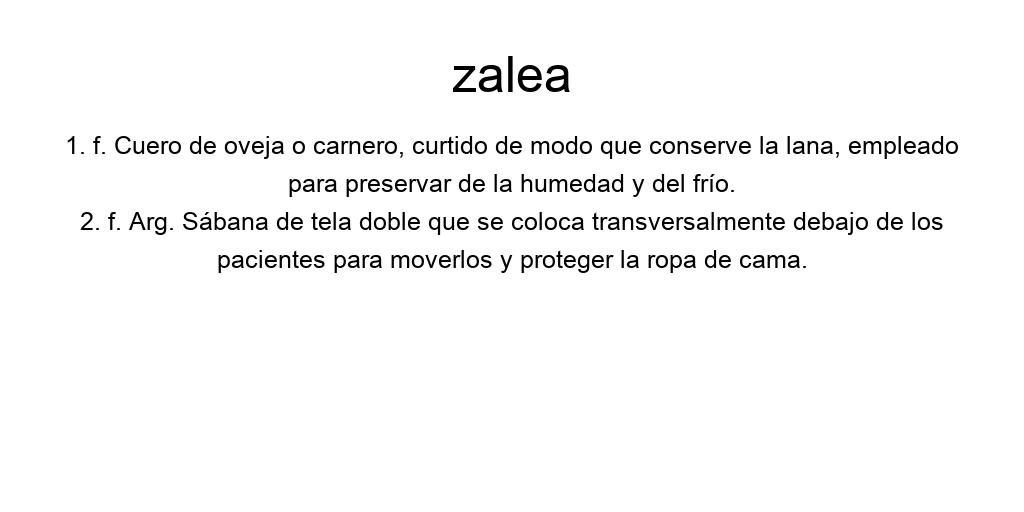 zalea
1. f. Cuero de oveja o carnero, curtido de modo que conserve la lana, empleado
para preservar de la humedad y del frío.
2. f. Arg. Sábana de tela doble que se coloca transversalmente debajo de los
pacientes para moverlos y proteger la ropa de cama.